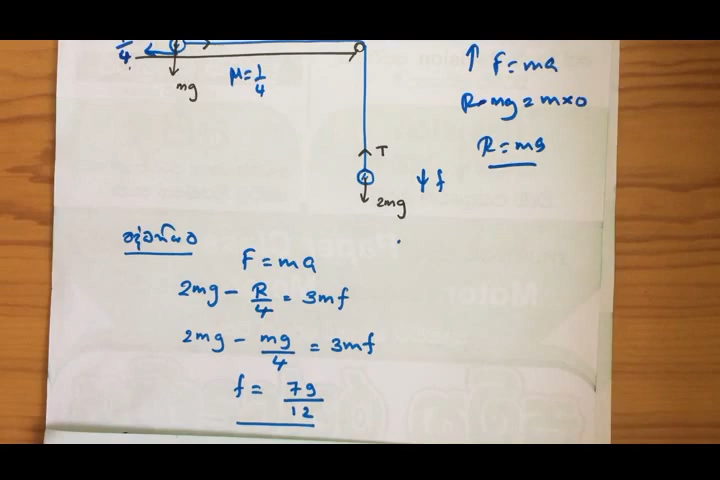 4
mg
μ = 1/4
T
2mg
↓ f
↑ F = ma
R - mg = m×0
R = mg
F = ma
2mg - R/4 = 3mf
2mg - mg/4 = 3mf
f = 7g/12